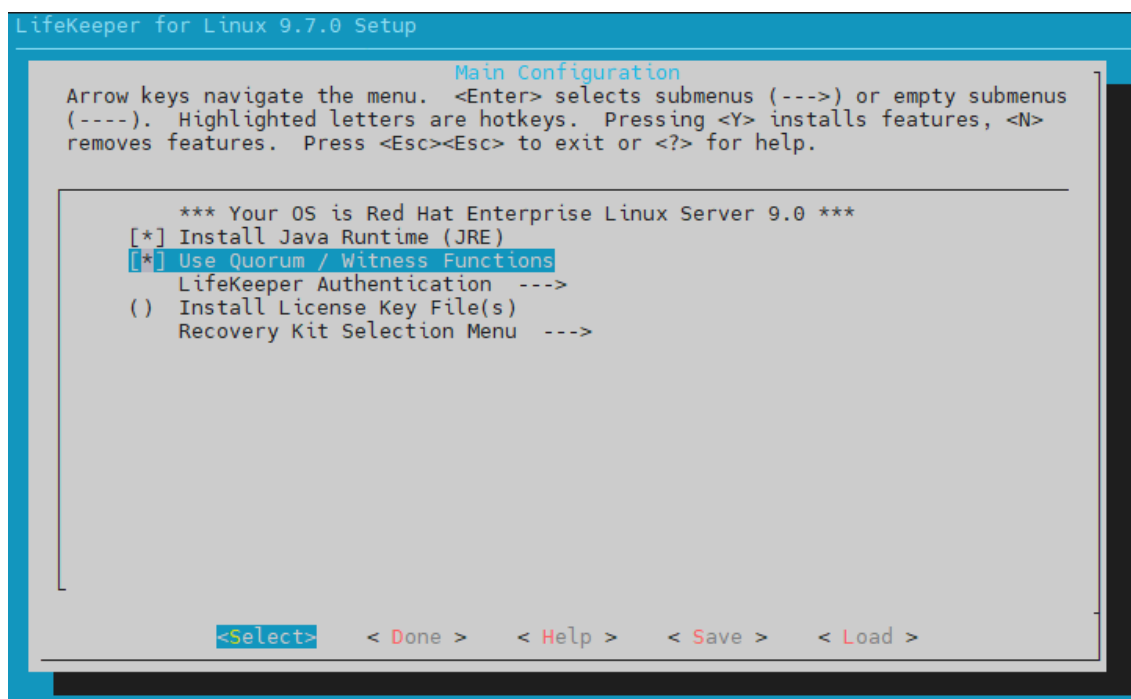 LifeKeeper for Linux 9.7.0 Setup
Main Configuration
Arrow keys navigate the menu.  <Enter> selects submenus (--->) or empty submenus
(----).  Highlighted letters are hotkeys.  Pressing <Y> installs features, <N>
removes features.  Press <Esc><Esc> to exit or <?> for help.
*** Your OS is Red Hat Enterprise Linux Server 9.0 ***
[*] Install Java Runtime (JRE)
[*] Use Quorum / Witness Functions
LifeKeeper Authentication  --->
()  Install License Key File(s)
Recovery Kit Selection Menu  --->
<Select>    < Done >    < Help >    < Save >    < Load >